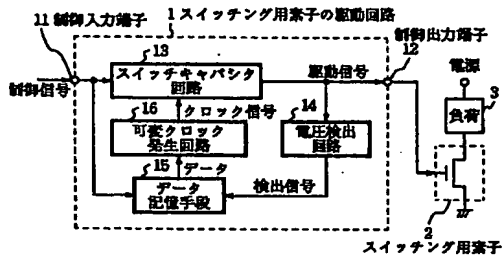 1 スイッチング用素子の駆動回路
11 制御入力端子
制御信号
13
スイッチキャパシタ
回路
駆動信号
制御出力端子
12
電源
3
負荷
クロック信号
16
可変クロック
発生回路
14
電圧検出
回路
データ
15
データ
記憶手段
検出信号
2
スイッチング用素子